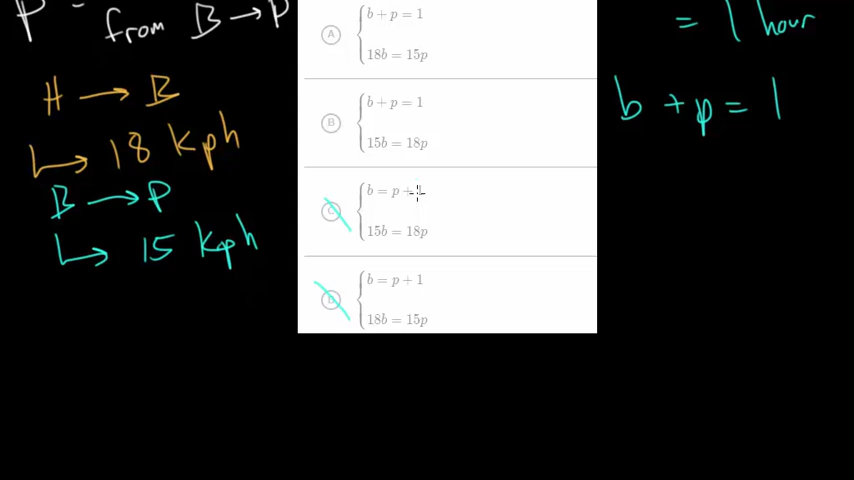 P =
from B → P
H → B
↳ 18 kph
B → P
↳ 15 kph
A
b + p = 1
18b = 15p
B
b + p = 1
15b = 18p
C
b = p + 1
15b = 18p
D
b = p + 1
18b = 15p
= 1 hour
b + p = 1